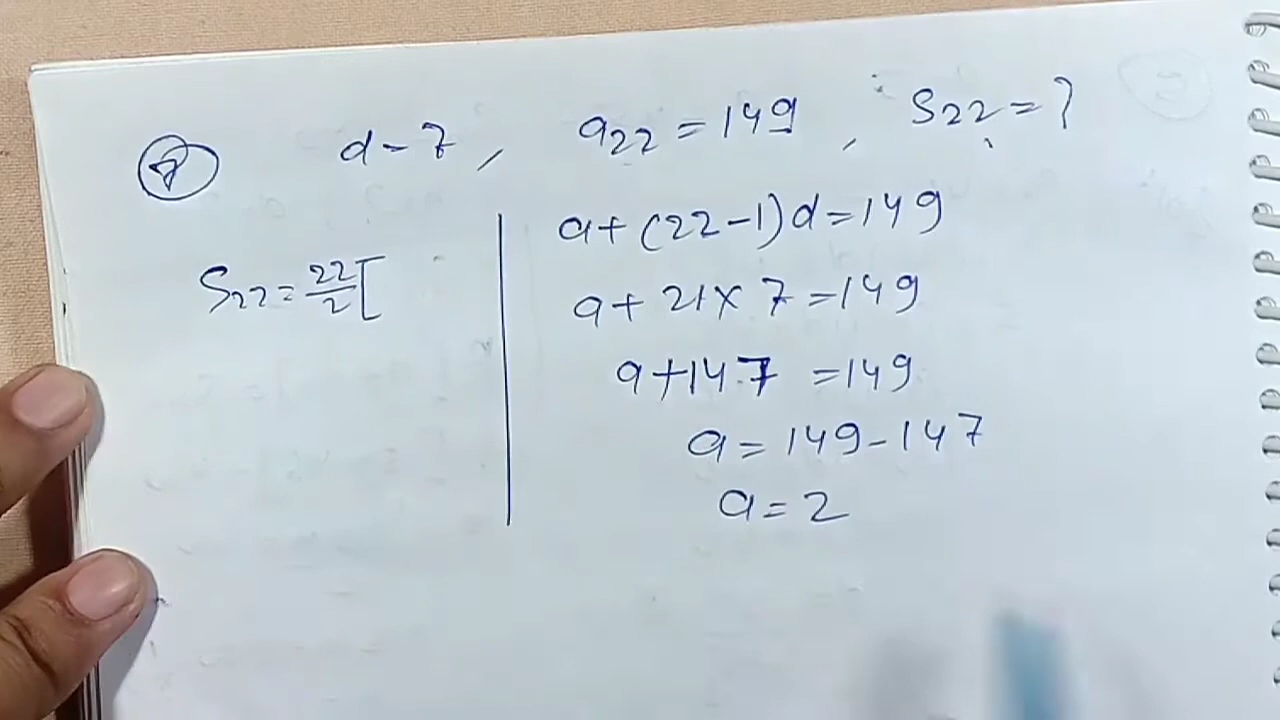 7 d-7, a22=149, S22=?
a+(22-1)d=149
S22=22/2[
a+21×7=149
a+147=149
a=149-147
a=2